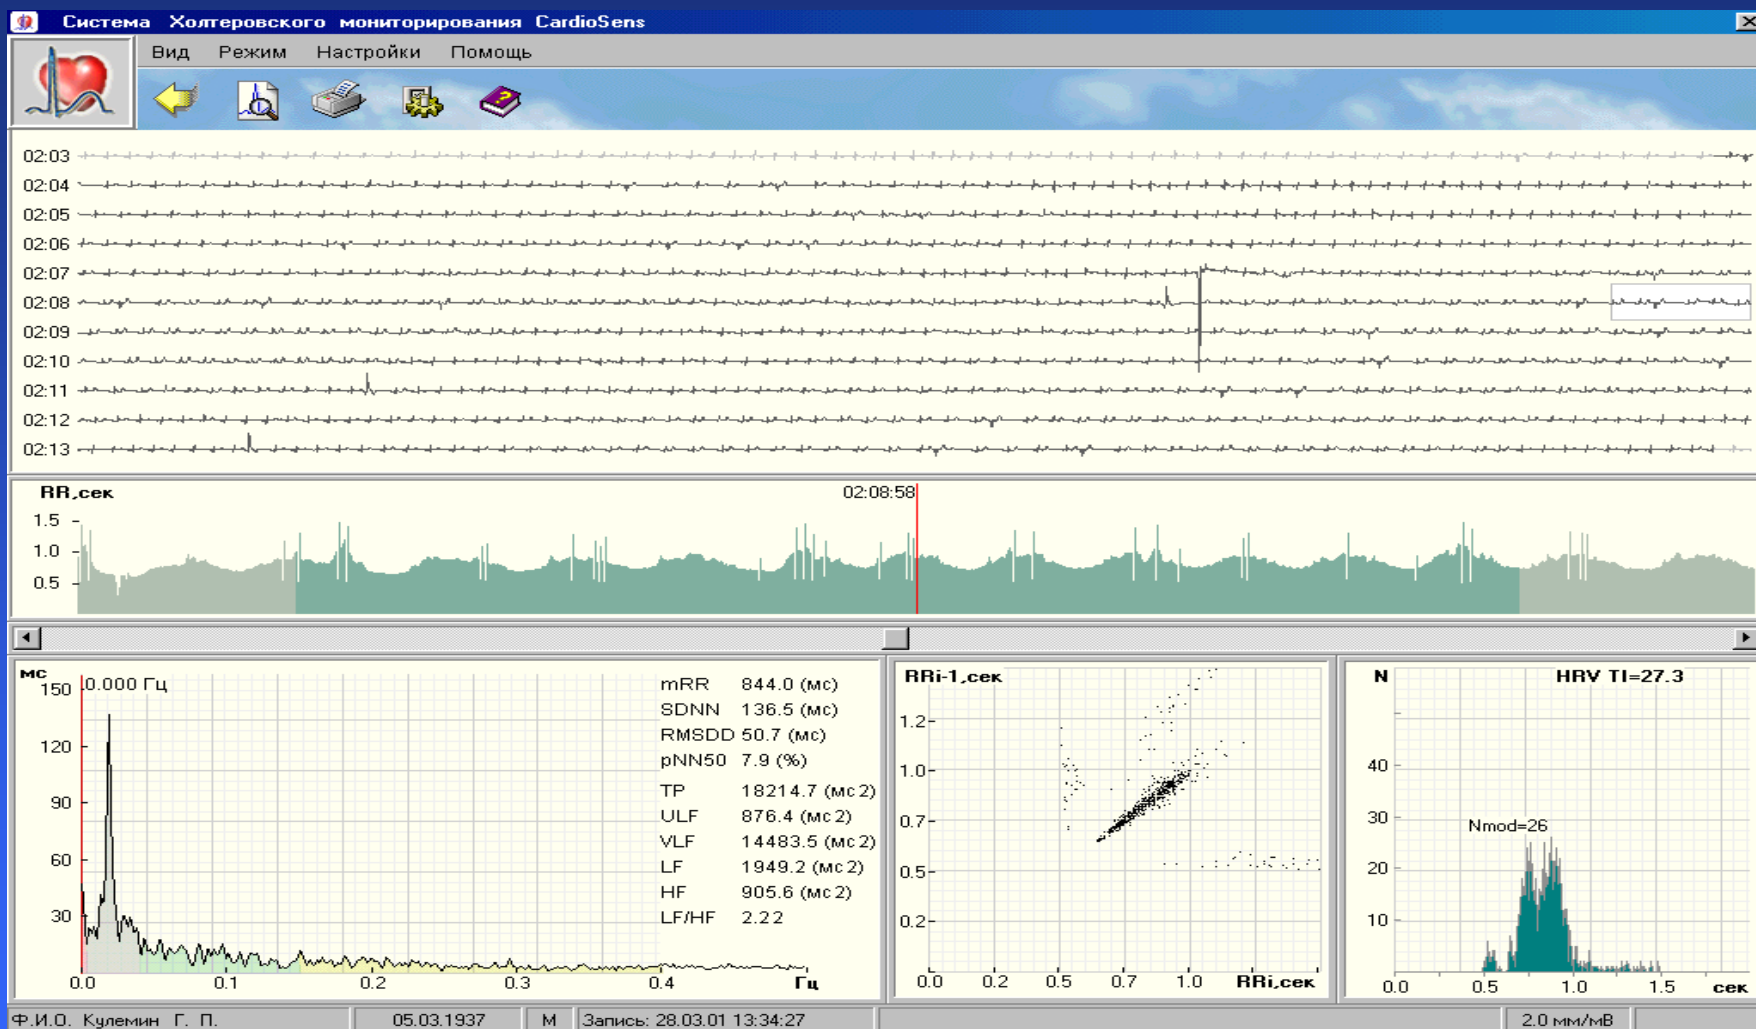 Система Холтеровского мониторирования CardioSens
Вид Режим Настройки Помощь
02:03
02:04
02:05
02:06
02:07
02:08
02:09
02:10
02:11
02:12
02:13
RR,сек
02:08:58
1.5
1.0
0.5
мс
0.000 Гц
150
120
90
60
30
0.0 0.1 0.2 0.3 0.4 Гц
mRR 844.0 (мс)
SDNN 136.5 (мс)
RMSDD 50.7 (мс)
pNN50 7.9 (%)
TP 18214.7 (мс2)
ULF 876.4 (мс2)
VLF 14483.5 (мс2)
LF 1949.2 (мс2)
HF 905.6 (мс2)
LF/HF 2.22
RRi-1,сек
1.2
1.0
0.7
0.5
0.2
0.0 0.2 0.5 0.7 1.0 RRi,сек
N HRV TI=27.3
40
30
Nmod=26
20
10
0.0 0.5 1.0 1.5 сек
Ф.И.О. Кулемин Г. П. 05.03.1937 М Запись: 28.03.01 13:34:27 2.0 мм/мВ